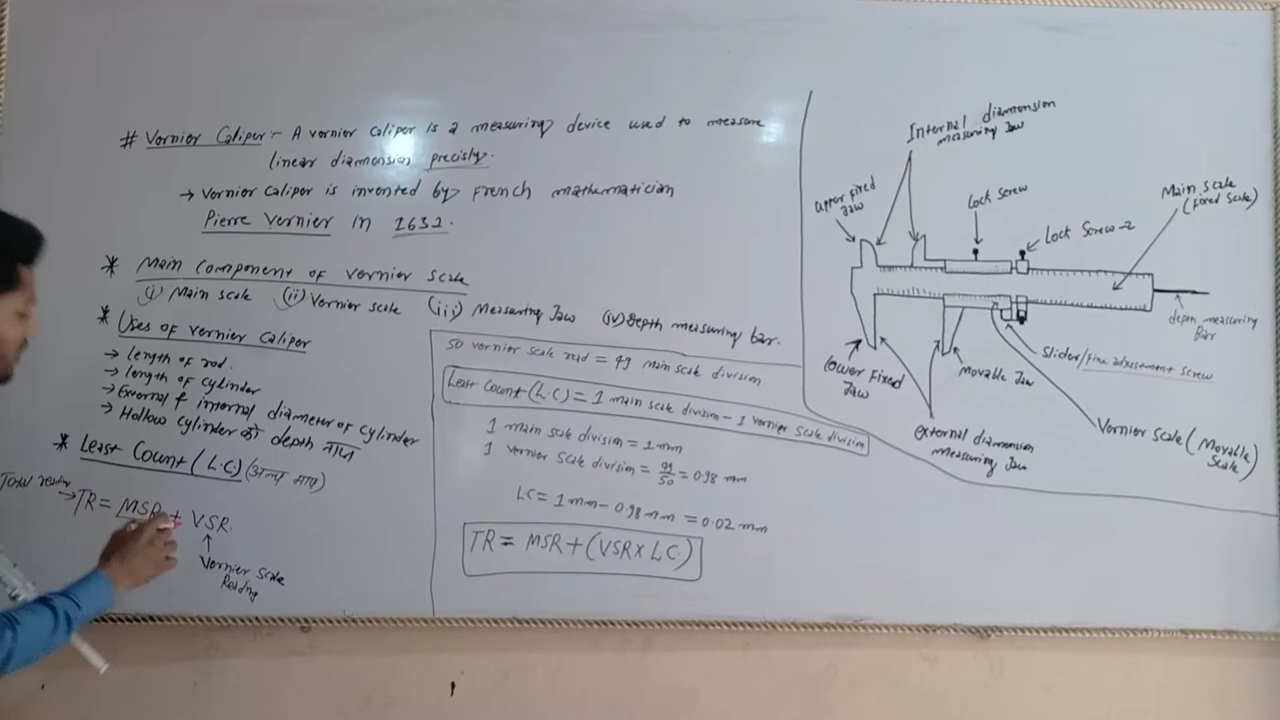 # Vernier Caliper:- A vernier caliper is a measuring device used to measure
linear diamension precisly.
→ Vernier caliper is invented by French mathematician
Pierre Vernier in 1631.
* Main Component of vernier scale
(i) Main scale (ii) Vernier scale (iii) Measuring Jaw (iv) Depth measuring bar.
* Uses of vernier caliper
→ length of rod.
→ length of cylinder
→ External & internal diameter of cylinder
→ Hollow cylinder की depth नापना
* Least Count (L.C.) (अल्प माप)
Total reading → TR = MSR + VSR.
Vernier Scale
Reading
50 vernier scale read = 49 main scale division
Least Count (L.C) = 1 main scale division - 1 Vernier scale division
1 main scale division = 1 mm
1 Vernier scale division = 49/50 = 0.98 mm
LC = 1 mm - 0.98 mm = 0.02 mm
TR = MSR + (VSR x LC)
Internal diamension
measuring Jaw
upper fixed
Jaw
Lock Screw
Lock Screw-2
Main scale
(fixed Scale)
depth measuring
Bar
Slider/fine adjessment screw
Lower Fixed
Jaw
Movable Jaw
external diamension
measuring Jaw
Vernier Scale (Movable
Scale)